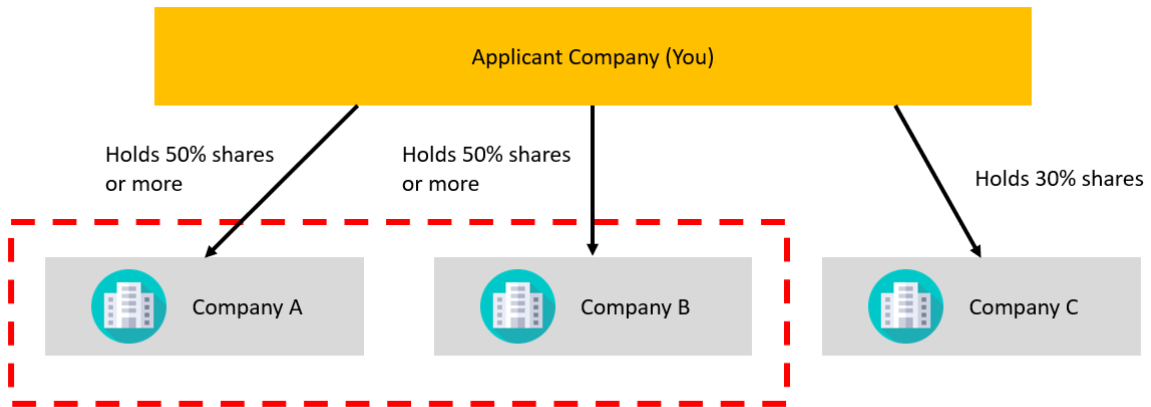 Applicant Company (You)
Holds 50% shares
or more
Holds 50% shares
or more
Holds 30% shares
Company A
Company B
Company C